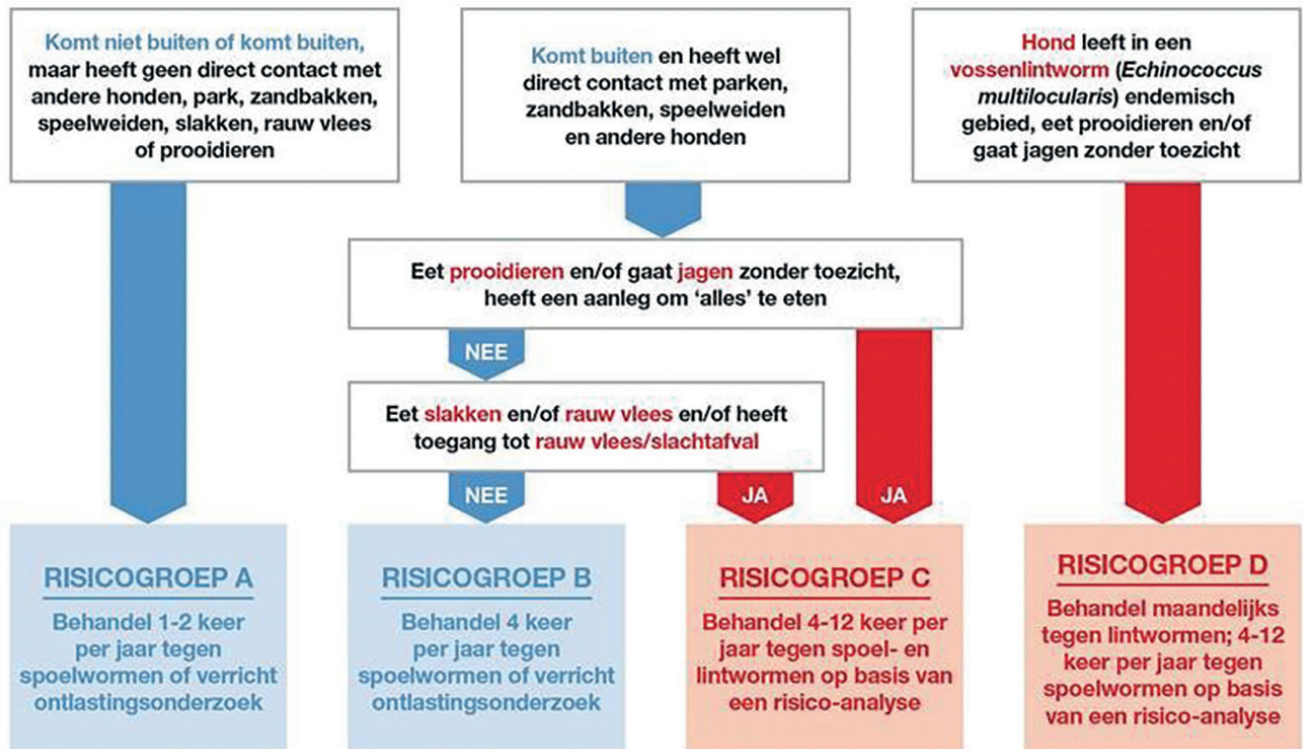 Komt niet buiten of komt buiten,
maar heeft geen direct contact met
andere honden, park, zandbakken,
speelweiden, slakken, rauw vlees
of prooidieren
Komt buiten en heeft wel
direct contact met parken,
zandbakken, speelweiden
en andere honden
Hond leeft in een
vossenlintworm (Echinococcus
multilocularis) endemisch
gebied, eet prooidieren en/of
gaat jagen zonder toezicht
Eet prooidieren en/of gaat jagen zonder toezicht,
heeft een aanleg om ‘alles’ te eten
NEE
Eet slakken en/of rauw vlees en/of heeft
toegang tot rauw vlees/slachtafval
NEE
JA
JA
RISICOGROEP A
Behandel 1-2 keer
per jaar tegen
spoelwormen of verricht
ontlastingsonderzoek
RISICOGROEP B
Behandel 4 keer
per jaar tegen
spoelwormen of verricht
ontlastingsonderzoek
RISICOGROEP C
Behandel 4-12 keer per
jaar tegen spoel- en
lintwormen op basis van
een risico-analyse
RISICOGROEP D
Behandel maandelijks
tegen lintwormen; 4-12
keer per jaar tegen
spoelwormen op basis
van een risico-analyse